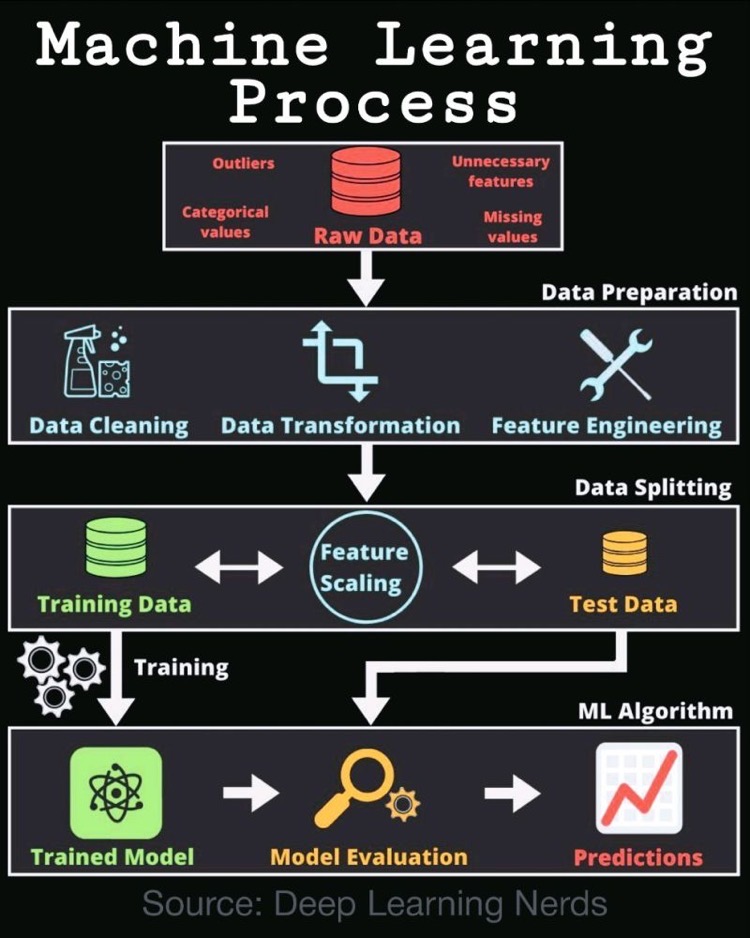 Machine Learning
Process
Outliers
Unnecessary
features
Categorical
values
Raw Data
Missing
values
Data Preparation
Data Cleaning
Data Transformation
Feature Engineering
Data Splitting
Feature
Scaling
Training Data
Test Data
Training
ML Algorithm
Trained Model
Model Evaluation
Predictions
Source: Deep Learning Nerds